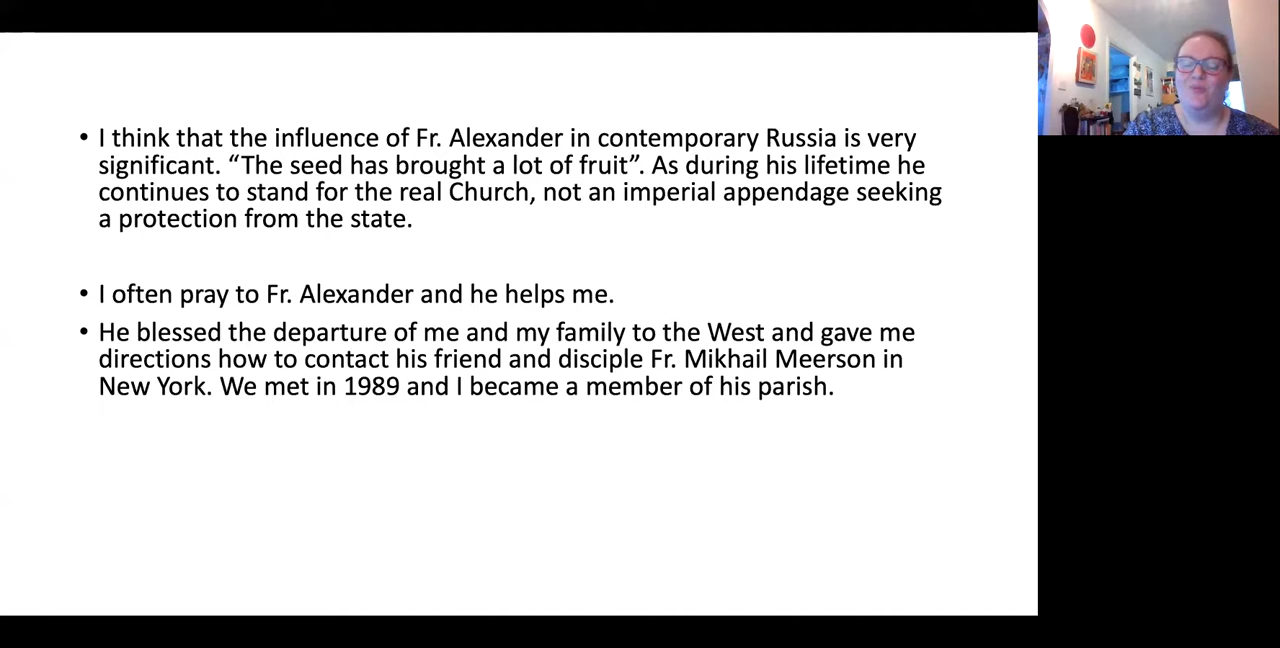 • I think that the influence of Fr. Alexander in contemporary Russia is very
significant. “The seed has brought a lot of fruit”. As during his lifetime he
continues to stand for the real Church, not an imperial appendage seeking
a protection from the state.
• I often pray to Fr. Alexander and he helps me.
• He blessed the departure of me and my family to the West and gave me
directions how to contact his friend and disciple Fr. Mikhail Meerson in
New York. We met in 1989 and I became a member of his parish.